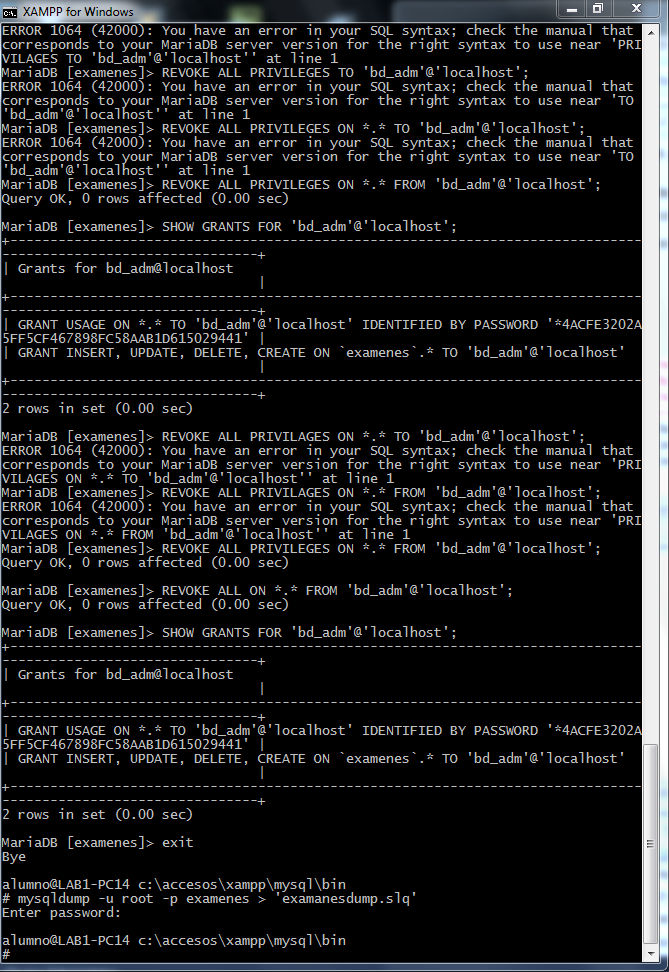 XAMPP for Windows
ERROR 1064 (42000): You have an error in your SQL syntax; check the manual that
corresponds to your MariaDB server version for the right syntax to use near 'PRI
VILAGES TO 'bd_adm'@'localhost'' at line 1
MariaDB [examenes]> REVOKE ALL PRIVILEGES TO 'bd_adm'@'localhost';
ERROR 1064 (42000): You have an error in your SQL syntax; check the manual that
corresponds to your MariaDB server version for the right syntax to use near 'TO
'bd_adm'@'localhost'' at line 1
MariaDB [examenes]> REVOKE ALL PRIVILEGES ON *.* TO 'bd_adm'@'localhost';
ERROR 1064 (42000): You have an error in your SQL syntax; check the manual that
corresponds to your MariaDB server version for the right syntax to use near 'TO
'bd_adm'@'localhost'' at line 1
MariaDB [examenes]> REVOKE ALL PRIVILEGES ON *.* FROM 'bd_adm'@'localhost';
Query OK, 0 rows affected (0.00 sec)
MariaDB [examenes]> SHOW GRANTS FOR 'bd_adm'@'localhost';
+-------------------------------------------------------------------------------
--------------------------------+
| Grants for bd_adm@localhost
                                |
+-------------------------------------------------------------------------------
--------------------------------+
| GRANT USAGE ON *.* TO 'bd_adm'@'localhost' IDENTIFIED BY PASSWORD '*4ACFE3202A
5FF5CF467898FC58AAB1D615029441' |
| GRANT INSERT, UPDATE, DELETE, CREATE ON `examenes`.* TO 'bd_adm'@'localhost'
                                |
+-------------------------------------------------------------------------------
--------------------------------+
2 rows in set (0.00 sec)
MariaDB [examenes]> REVOKE ALL PRIVILAGES ON *.* TO 'bd_adm'@'localhost';
ERROR 1064 (42000): You have an error in your SQL syntax; check the manual that
corresponds to your MariaDB server version for the right syntax to use near 'PRI
VILAGES ON *.* TO 'bd_adm'@'localhost'' at line 1
MariaDB [examenes]> REVOKE ALL PRIVILAGES ON *.* FROM 'bd_adm'@'localhost';
ERROR 1064 (42000): You have an error in your SQL syntax; check the manual that
corresponds to your MariaDB server version for the right syntax to use near 'PRI
VILAGES ON *.* FROM 'bd_adm'@'localhost'' at line 1
MariaDB [examenes]> REVOKE ALL PRIVILEGES ON *.* FROM 'bd_adm'@'localhost';
Query OK, 0 rows affected (0.00 sec)
MariaDB [examenes]> REVOKE ALL ON *.* FROM 'bd_adm'@'localhost';
Query OK, 0 rows affected (0.00 sec)
MariaDB [examenes]> SHOW GRANTS FOR 'bd_adm'@'localhost';
+-------------------------------------------------------------------------------
--------------------------------+
| Grants for bd_adm@localhost
                                |
+-------------------------------------------------------------------------------
--------------------------------+
| GRANT USAGE ON *.* TO 'bd_adm'@'localhost' IDENTIFIED BY PASSWORD '*4ACFE3202A
5FF5CF467898FC58AAB1D615029441' |
| GRANT INSERT, UPDATE, DELETE, CREATE ON `examenes`.* TO 'bd_adm'@'localhost'
                                |
+-------------------------------------------------------------------------------
--------------------------------+
2 rows in set (0.00 sec)
MariaDB [examenes]> exit
Bye
alumno@LAB1-PC14 c:\accesos\xampp\mysql\bin
# mysqldump -u root -p examenes > 'examanesdump.slq'
Enter password:
alumno@LAB1-PC14 c:\accesos\xampp\mysql\bin
#